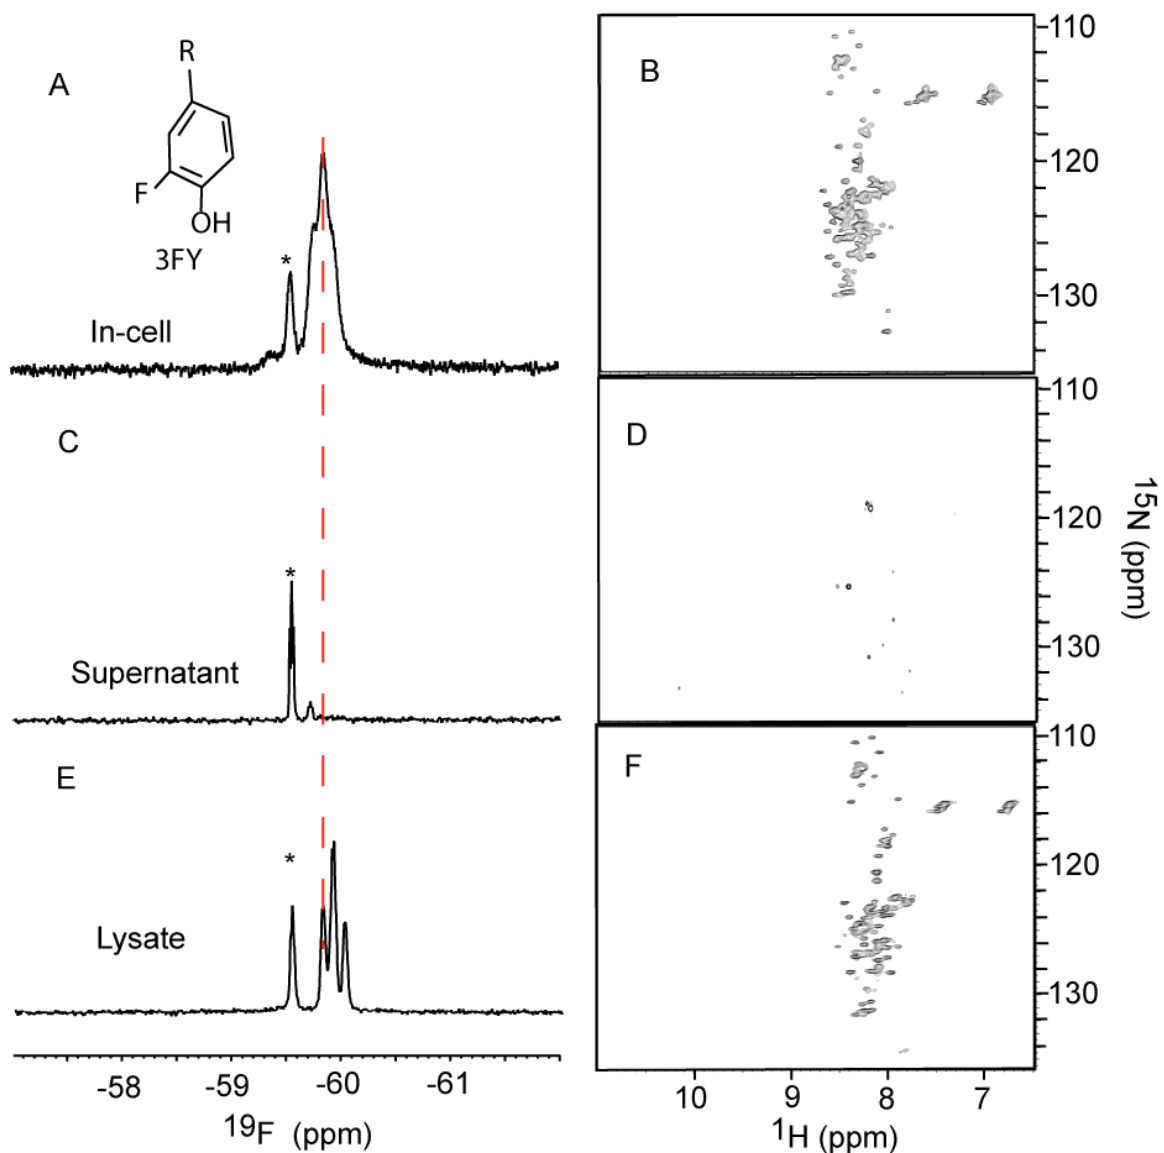 A
R
F
OH
3FY
*
In-cell
B
-110
-120
-130
C
*
Supernatant
D
-110
-120
-130
15N (ppm)
E
*
Lysate
F
-110
-120
-130
-58 -59 -60 -61
19F (ppm)
10 9 8 7
1H (ppm)